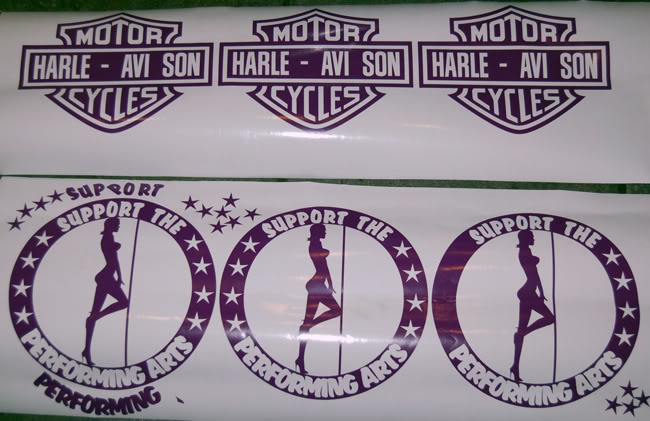 MOTOR MOTOR MOTOR
HARLE - AVI SON HARLE - AVI SON HARLE - AVI SON
CYCLES CYCLES CYCLES
SUPPORT
SUPPORT THE SUPPORT THE SUPPORT THE
PERFORMING ARTS PERFORMING ARTS PERFORMING ARTS
PERFORMING